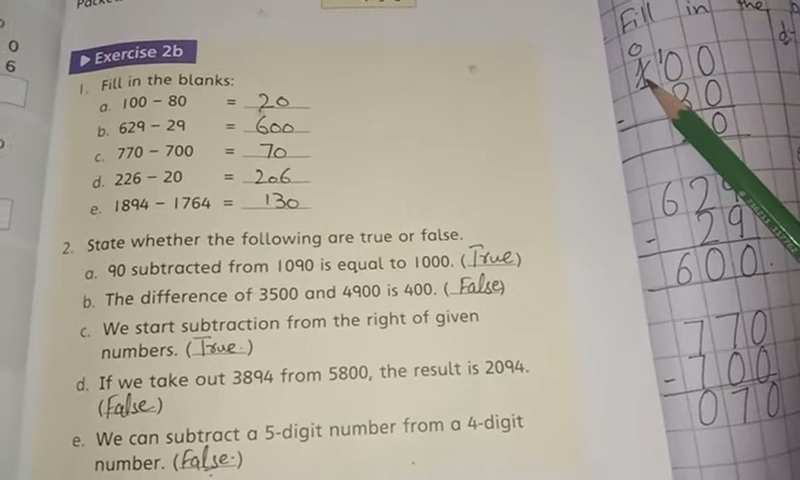 0
6
Exercise 2b
1. Fill in the blanks:
a. 100 – 80 = 20
b. 629 – 29 = 600
c. 770 – 700 = 70
d. 226 – 20 = 206
e. 1894 – 1764 = 130
2. State whether the following are true or false.
a. 90 subtracted from 1090 is equal to 1000. (True)
b. The difference of 3500 and 4900 is 400. (False)
c. We start subtraction from the right of given
numbers. (True.)
d. If we take out 3894 from 5800, the result is 2094.
(False)
e. We can subtract a 5-digit number from a 4-digit
number. (False.)
Fill in the
0
1100
- 80
0
629
- 29
600.
770
- 700
070